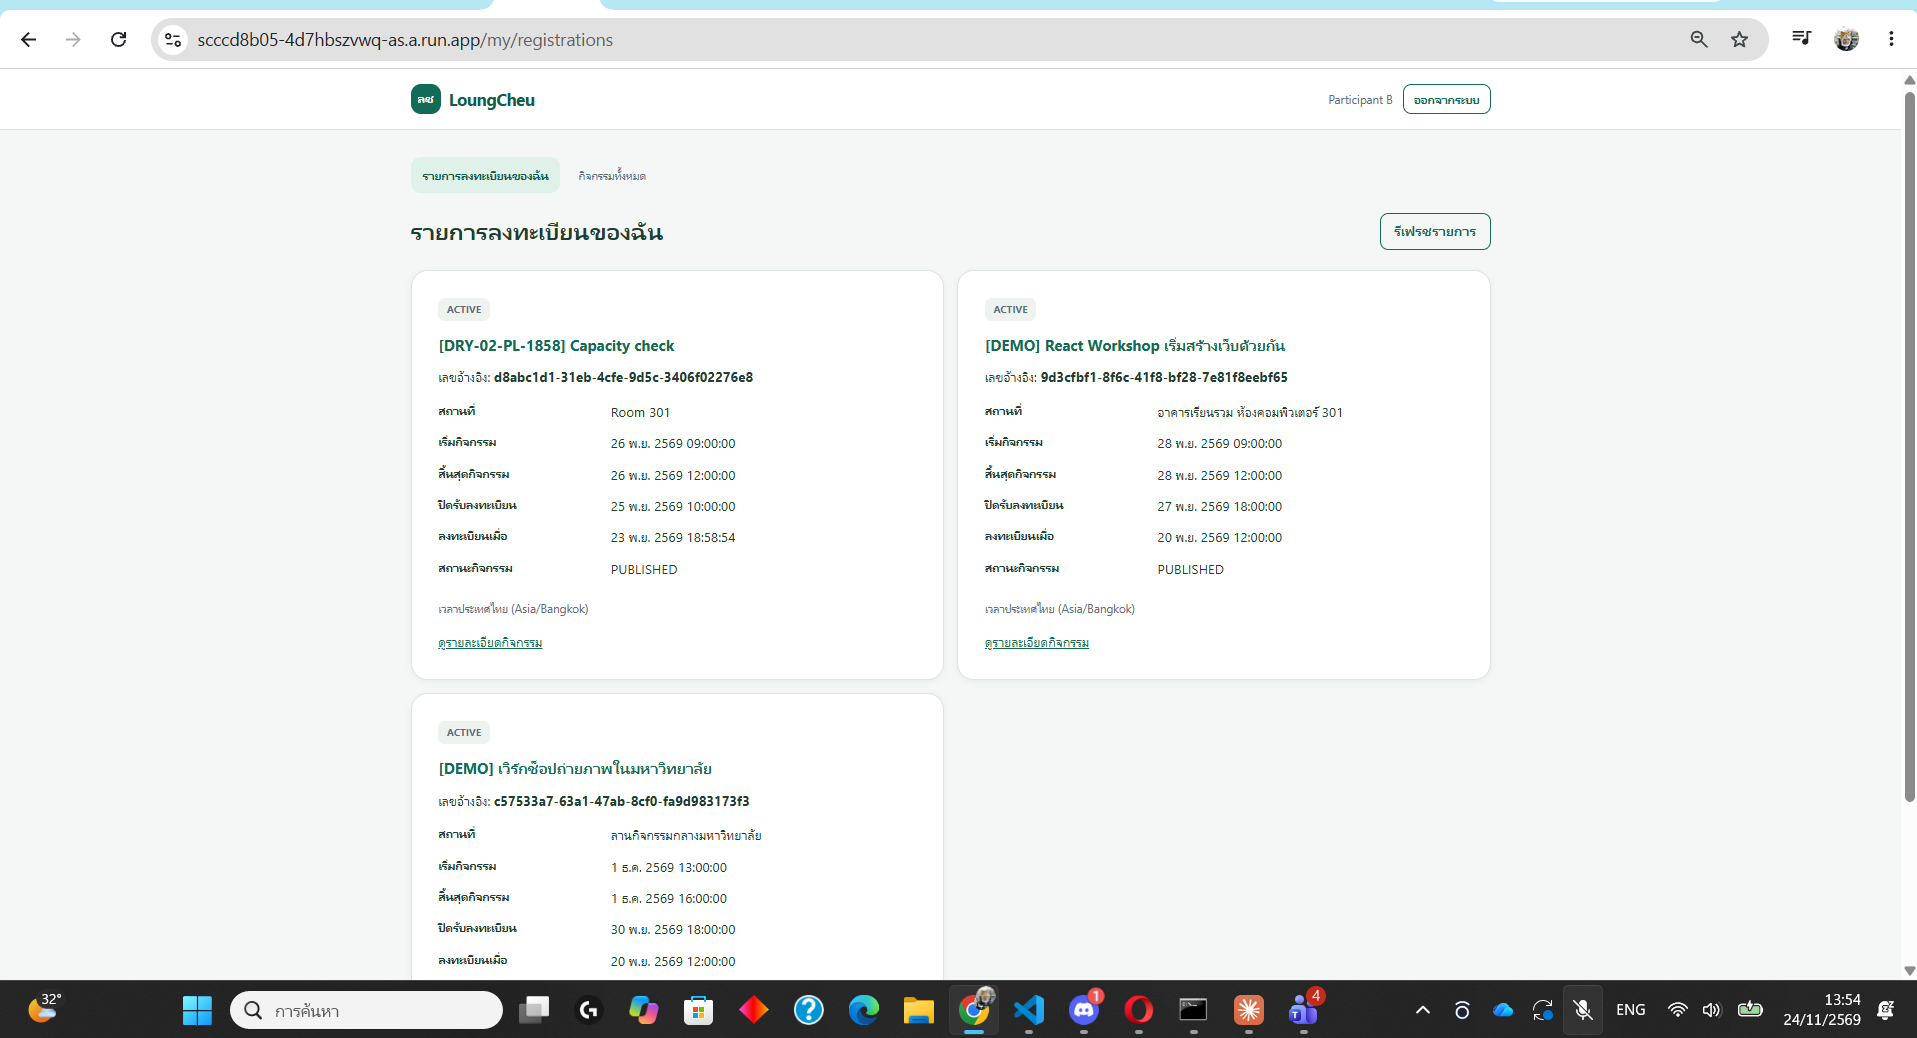 scccd8b05-4d7hbszvwq-as.a.run.app/my/registrations
ลช LoungCheu
Participant B ออกจากระบบ
รายการลงทะเบียนของฉัน กิจกรรมทั้งหมด
รายการลงทะเบียนของฉัน
รีเฟรชรายการ
ACTIVE
[DRY-02-PL-1858] Capacity check
เลขอ้างอิง: d8abc1d1-31eb-4cfe-9d5c-3406f02276e8
สถานที่ Room 301
เริ่มกิจกรรม 26 พ.ย. 2569 09:00:00
สิ้นสุดกิจกรรม 26 พ.ย. 2569 12:00:00
ปิดรับลงทะเบียน 25 พ.ย. 2569 10:00:00
ลงทะเบียนเมื่อ 23 พ.ย. 2569 18:58:54
สถานะกิจกรรม PUBLISHED
เวลาประเทศไทย (Asia/Bangkok)
ดูรายละเอียดกิจกรรม
ACTIVE
[DEMO] React Workshop เริ่มสร้างเว็บด้วยกัน
เลขอ้างอิง: 9d3cfbf1-8f6c-41f8-bf28-7e81f8eebf65
สถานที่ อาคารเรียนรวม ห้องคอมพิวเตอร์ 301
เริ่มกิจกรรม 28 พ.ย. 2569 09:00:00
สิ้นสุดกิจกรรม 28 พ.ย. 2569 12:00:00
ปิดรับลงทะเบียน 27 พ.ย. 2569 18:00:00
ลงทะเบียนเมื่อ 20 พ.ย. 2569 12:00:00
สถานะกิจกรรม PUBLISHED
เวลาประเทศไทย (Asia/Bangkok)
ดูรายละเอียดกิจกรรม
ACTIVE
[DEMO] เวิร์กช็อปถ่ายภาพในมหาวิทยาลัย
เลขอ้างอิง: c57533a7-63a1-47ab-8cf0-fa9d983173f3
สถานที่ ลานกิจกรรมกลางมหาวิทยาลัย
เริ่มกิจกรรม 1 ธ.ค. 2569 13:00:00
สิ้นสุดกิจกรรม 1 ธ.ค. 2569 16:00:00
ปิดรับลงทะเบียน 30 พ.ย. 2569 18:00:00
ลงทะเบียนเมื่อ 20 พ.ย. 2569 12:00:00
32°
การค้นหา
1
4
ENG
13:54
24/11/2569